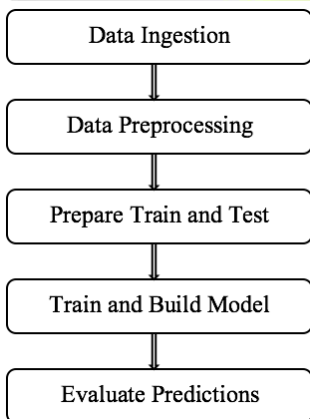 Data Ingestion
Data Preprocessing
Prepare Train and Test
Train and Build Model
Evaluate Predictions